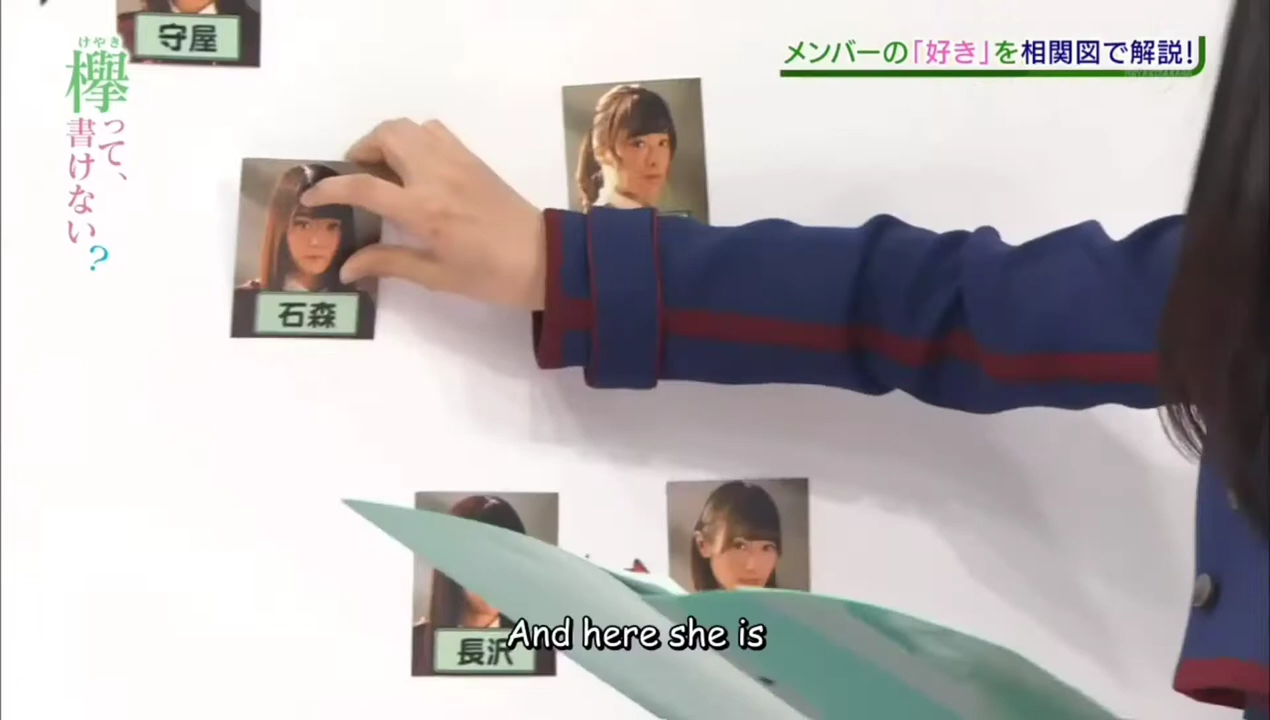 守屋
けやき
欅って、
書けない？
メンバーの「好き」を相関図で解説！
石森
長沢
And here she is